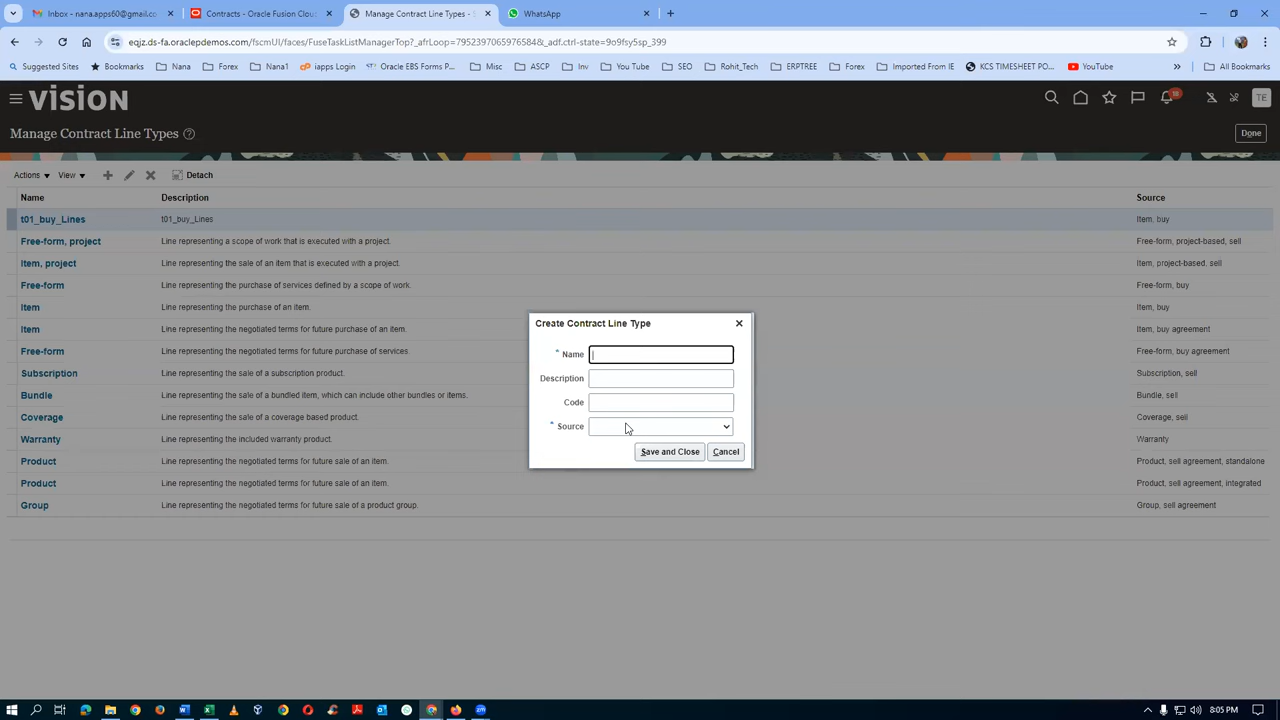 Inbox - nana.apps60@gmail.co
Contracts - Oracle Fusion Clou
Manage Contract Line Types - S
WhatsApp
eqjz.ds-fa.oraclepdemos.com/fscmUI/faces/FuseTaskListManagerTop?_afrLoop=79523970659765848&_adf.ctrl-state=9o9fsy5sp_399
Suggested Sites
Bookmarks
Nana
Forex
Nana1
iapps Login
Oracle EBS Forms P...
Misc
ASCP
Inv
You Tube
SEO
Rohit_Tech
ERPTREE
Forex
Imported From IE
KCS TIMESHEET PO...
YouTube
All Bookmarks
VISION
18
TE
Manage Contract Line Types
Done
Actions
View
Detach
Name Description Source
t01_buy_Lines t01_buy_Lines Item, buy
Free-form, project Line representing a scope of work that is executed with a project. Free-form, project-based, sell
Item, project Line representing the sale of an item that is executed with a project. Item, project-based, sell
Free-form Line representing the purchase of services defined by a scope of work. Free-form, buy
Item Line representing the purchase of an item. Item, buy
Item Line representing the negotiated terms for future purchase of an item. Item, buy agreement
Free-form Line representing the negotiated terms for future purchase of services. Free-form, buy agreement
Subscription Line representing the sale of a subscription product. Subscription, sell
Bundle Line representing the sale of a bundled item, which can include other bundles or items. Bundle, sell
Coverage Line representing the sale of a coverage based product. Coverage, sell
Warranty Line representing the included warranty product. Warranty
Product Line representing the negotiated terms for future sale of an item. Product, sell agreement, standalone
Product Line representing the negotiated terms for future sale of an item. Product, sell agreement, integrated
Group Line representing the negotiated terms for future sale of a product group. Group, sell agreement
Create Contract Line Type
* Name
Description
Code
* Source
Save and Close
Cancel
8:05 PM